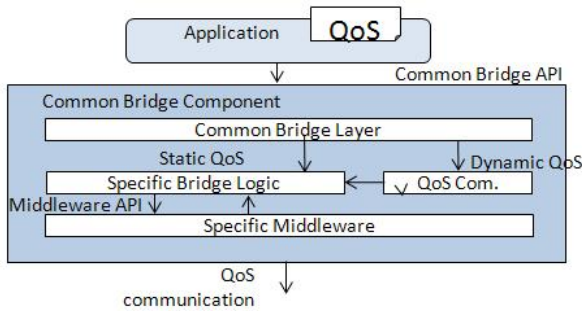 Application
QoS
Common Bridge API
Common Bridge Component
Common Bridge Layer
Static QoS
Dynamic QoS
Specific Bridge Logic
QoS Com.
Middleware API
Specific Middleware
QoS
communication